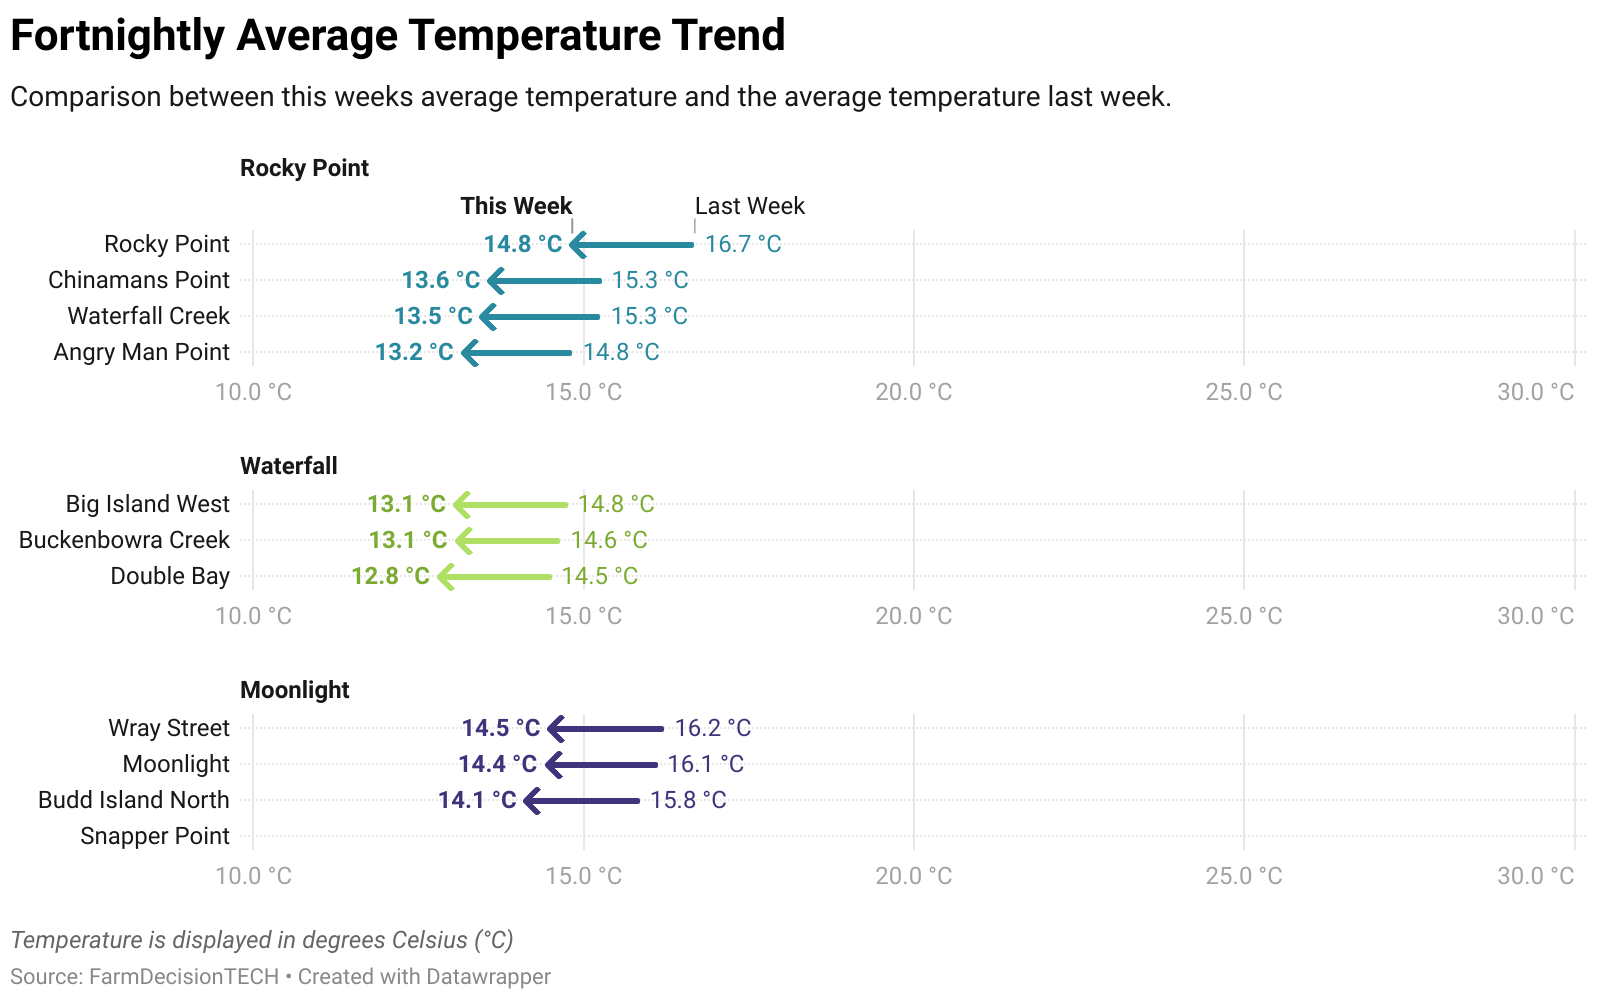 Fortnightly Average Temperature Trend
Comparison between this weeks average temperature and the average temperature last week.
Rocky Point
This Week Last Week
Rocky Point 14.8 °C 16.7 °C
Chinamans Point 13.6 °C 15.3 °C
Waterfall Creek 13.5 °C 15.3 °C
Angry Man Point 13.2 °C 14.8 °C
10.0 °C 15.0 °C 20.0 °C 25.0 °C 30.0 °C
Waterfall
Big Island West 13.1 °C 14.8 °C
Buckenbowra Creek 13.1 °C 14.6 °C
Double Bay 12.8 °C 14.5 °C
10.0 °C 15.0 °C 20.0 °C 25.0 °C 30.0 °C
Moonlight
Wray Street 14.5 °C 16.2 °C
Moonlight 14.4 °C 16.1 °C
Budd Island North 14.1 °C 15.8 °C
Snapper Point
10.0 °C 15.0 °C 20.0 °C 25.0 °C 30.0 °C
Temperature is displayed in degrees Celsius (°C)
Source: FarmDecisionTECH • Created with Datawrapper